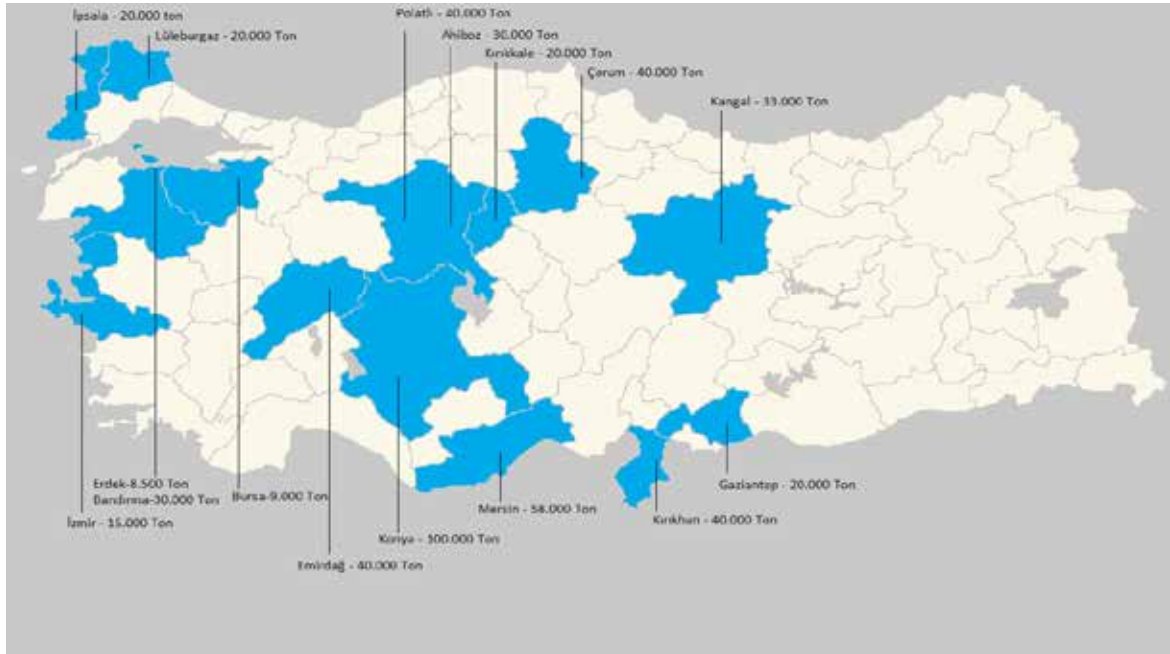 İpsala - 20.000 ton
Lüleburgaz - 20.000 Ton
Polatlı - 40.000 Ton
Ahiboz - 30.000 Ton
Kırıkkale - 20.000 Ton
Çorum - 40.000 Ton
Kangal - 33.000 Ton
Erdek-8.500 Ton
Bandırma-30.000 Ton
İzmir - 15.000 Ton
Bursa-9.000 Ton
Emirdağ - 40.000 Ton
Konya - 300.000 Ton
Mersin - 58.000 Ton
Kırıkhan - 40.000 Ton
Gaziantep - 20.000 Ton